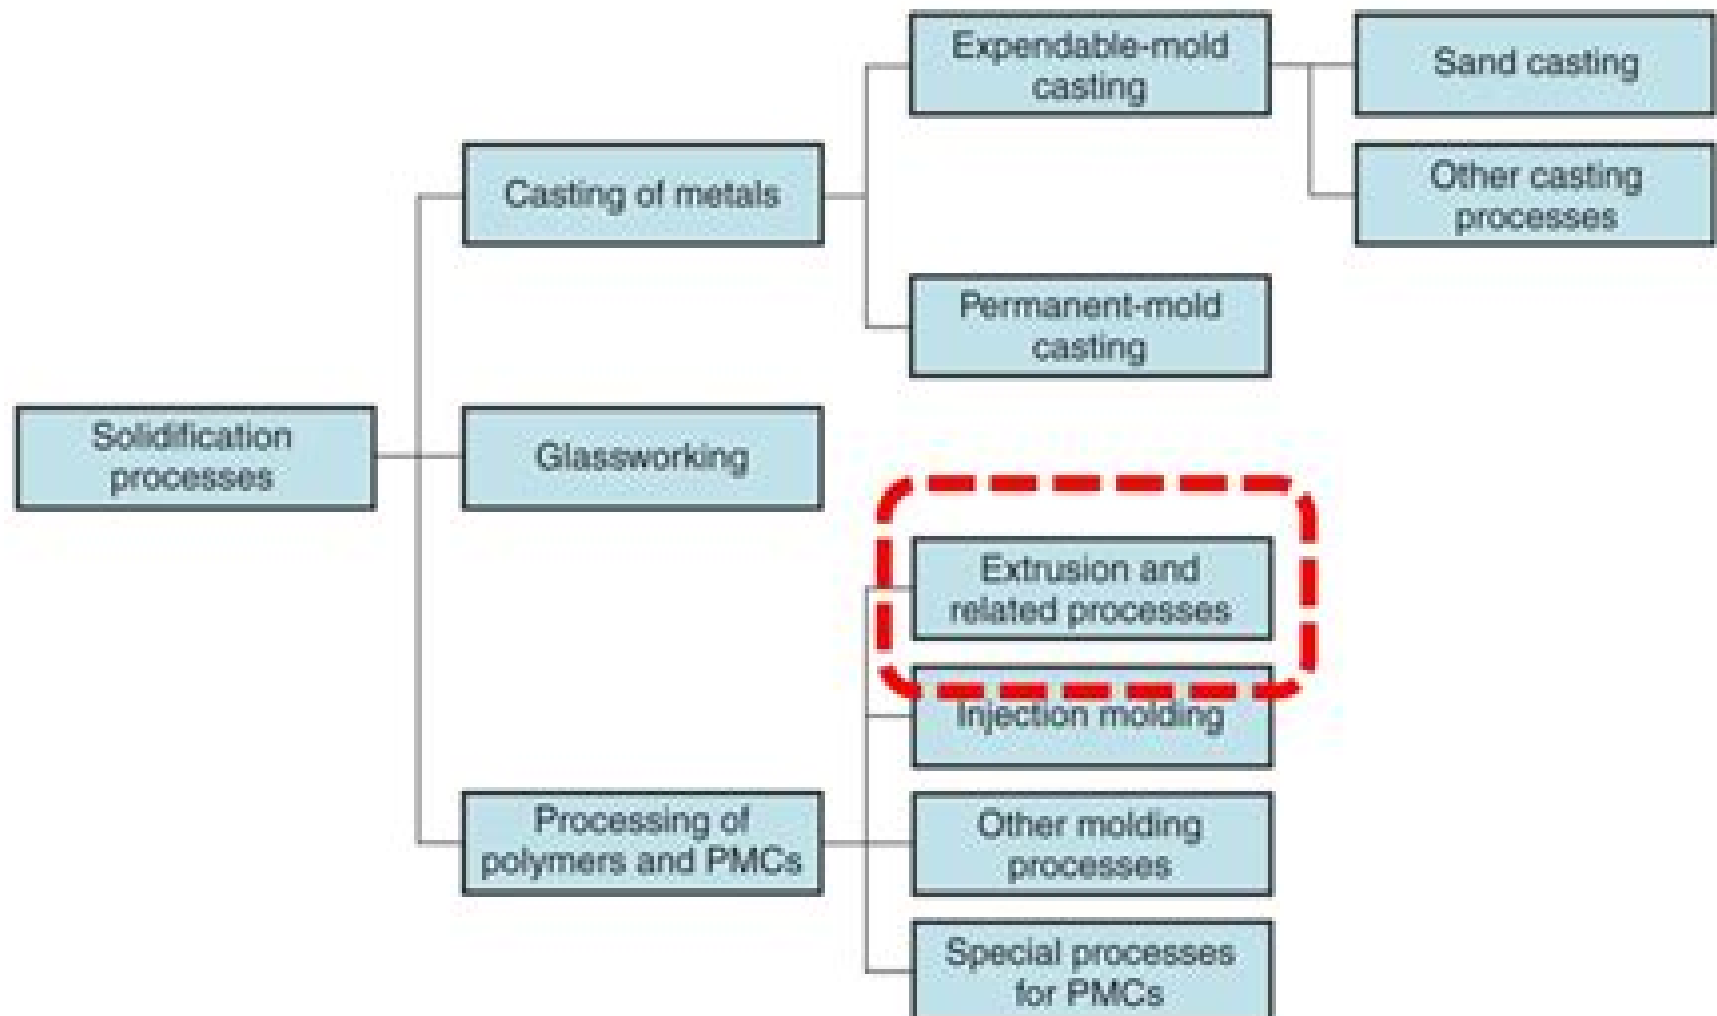 Expendable-mold
casting
Sand casting
Casting of metals
Other casting
processes
Permanent-mold
casting
Solidification
processes
Glassworking
Extrusion and
related processes
Injection molding
Processing of
polymers and PMCs
Other molding
processes
Special processes
for PMCs